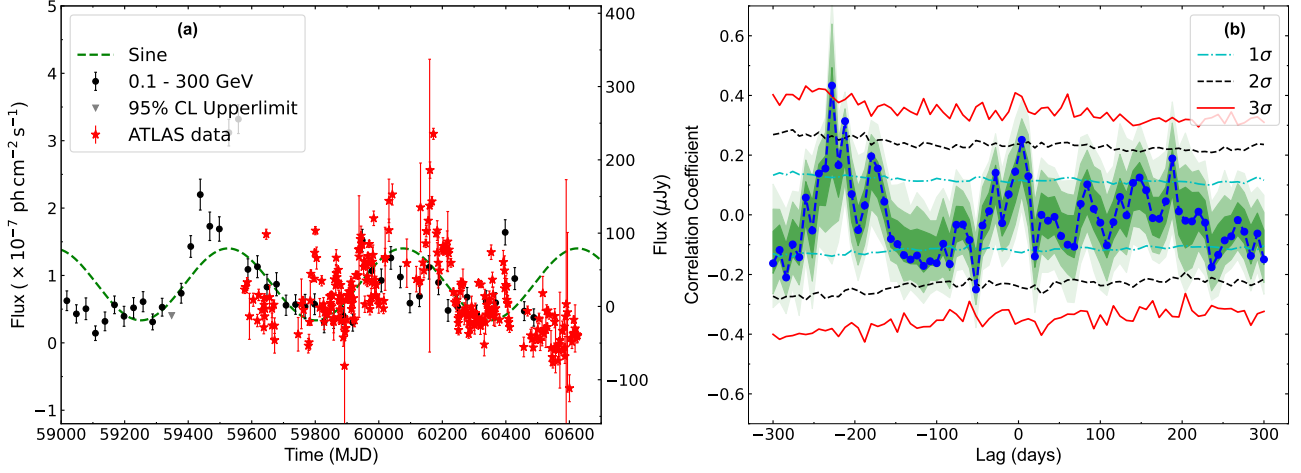 (a)
Sine
0.1 - 300 GeV
95% CL Upperlimit
ATLAS data
5
4
3
2
1
0
−1
Flux ( × 10⁻⁷ ph cm⁻² s⁻¹)
59000 59200 59400 59600 59800 60000 60200 60400 60600
Time (MJD)
400
300
200
100
0
−100
Flux (μJy)
(b)
1σ
2σ
3σ
0.6
0.4
0.2
0.0
−0.2
−0.4
−0.6
Correlation Coefficient
−300 −200 −100 0 100 200 300
Lag (days)